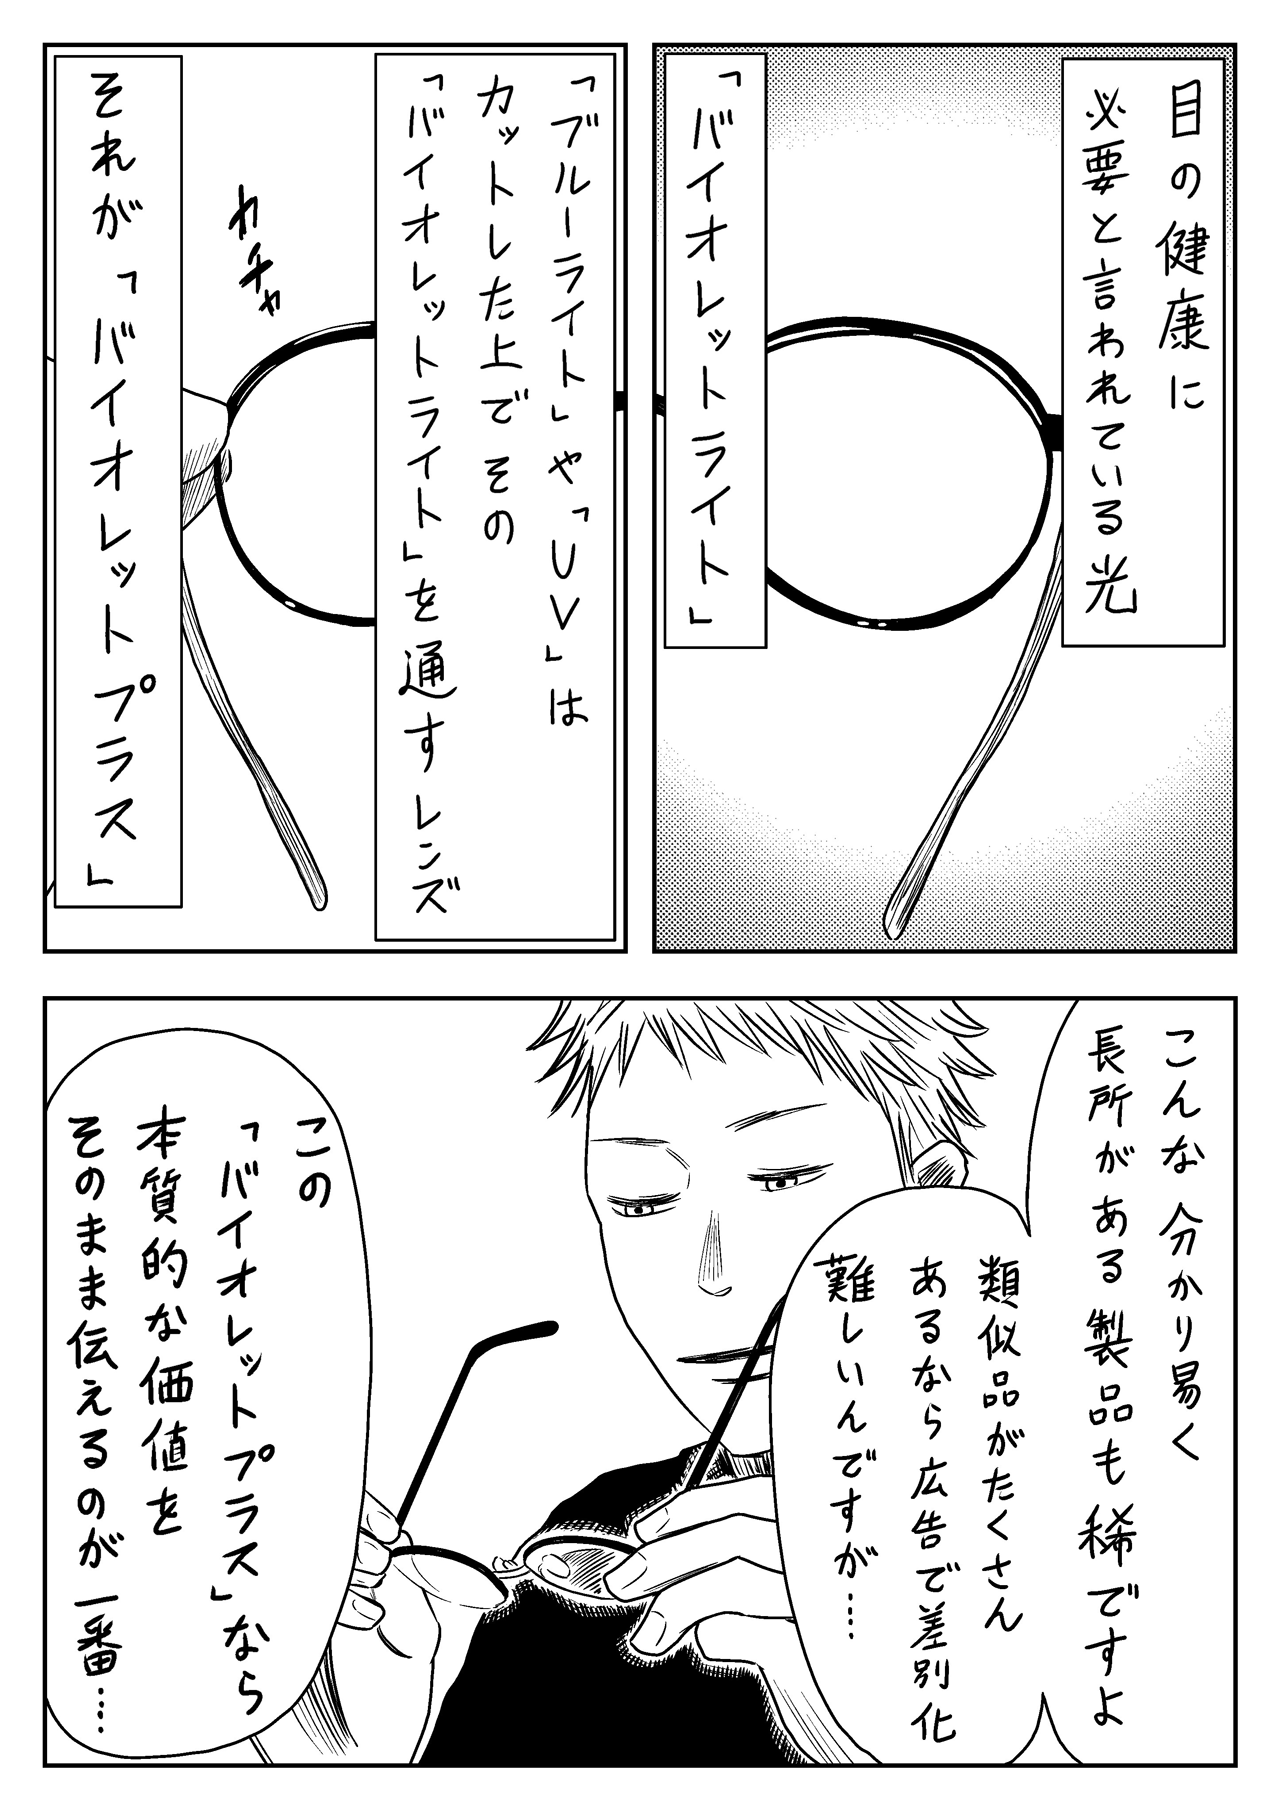 目の健康に
必要と言われている光
「バイオレットライト」
「ブルーライト」や「UV」は
カットした上でその
「バイオレットライト」を通すレンズ
カチャ
それが「バイオレットプラス」
こんな分かり易く
長所がある製品も稀ですよ
類似品がたくさん
あるなら広告で差別化
難しいんですが…
この
「バイオレットプラス」なら
本質的な価値を
そのまま伝えるのが一番…